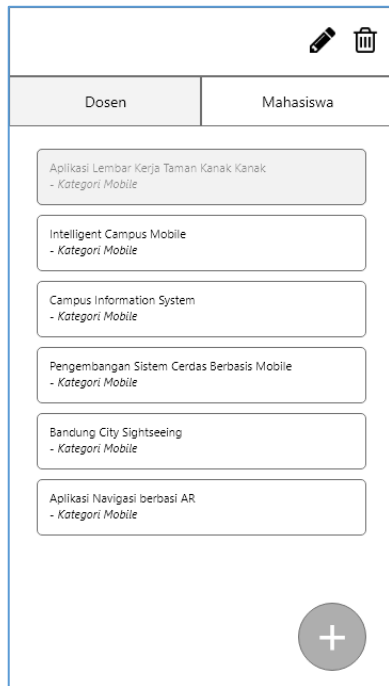 Dosen
Mahasiswa
Aplikasi Lembar Kerja Taman Kanak Kanak
- Kategori Mobile
Intelligent Campus Mobile
- Kategori Mobile
Campus Information System
- Kategori Mobile
Pengembangan Sistem Cerdas Berbasis Mobile
- Kategori Mobile
Bandung City Sightseeing
- Kategori Mobile
Aplikasi Navigasi berbasi AR
- Kategori Mobile